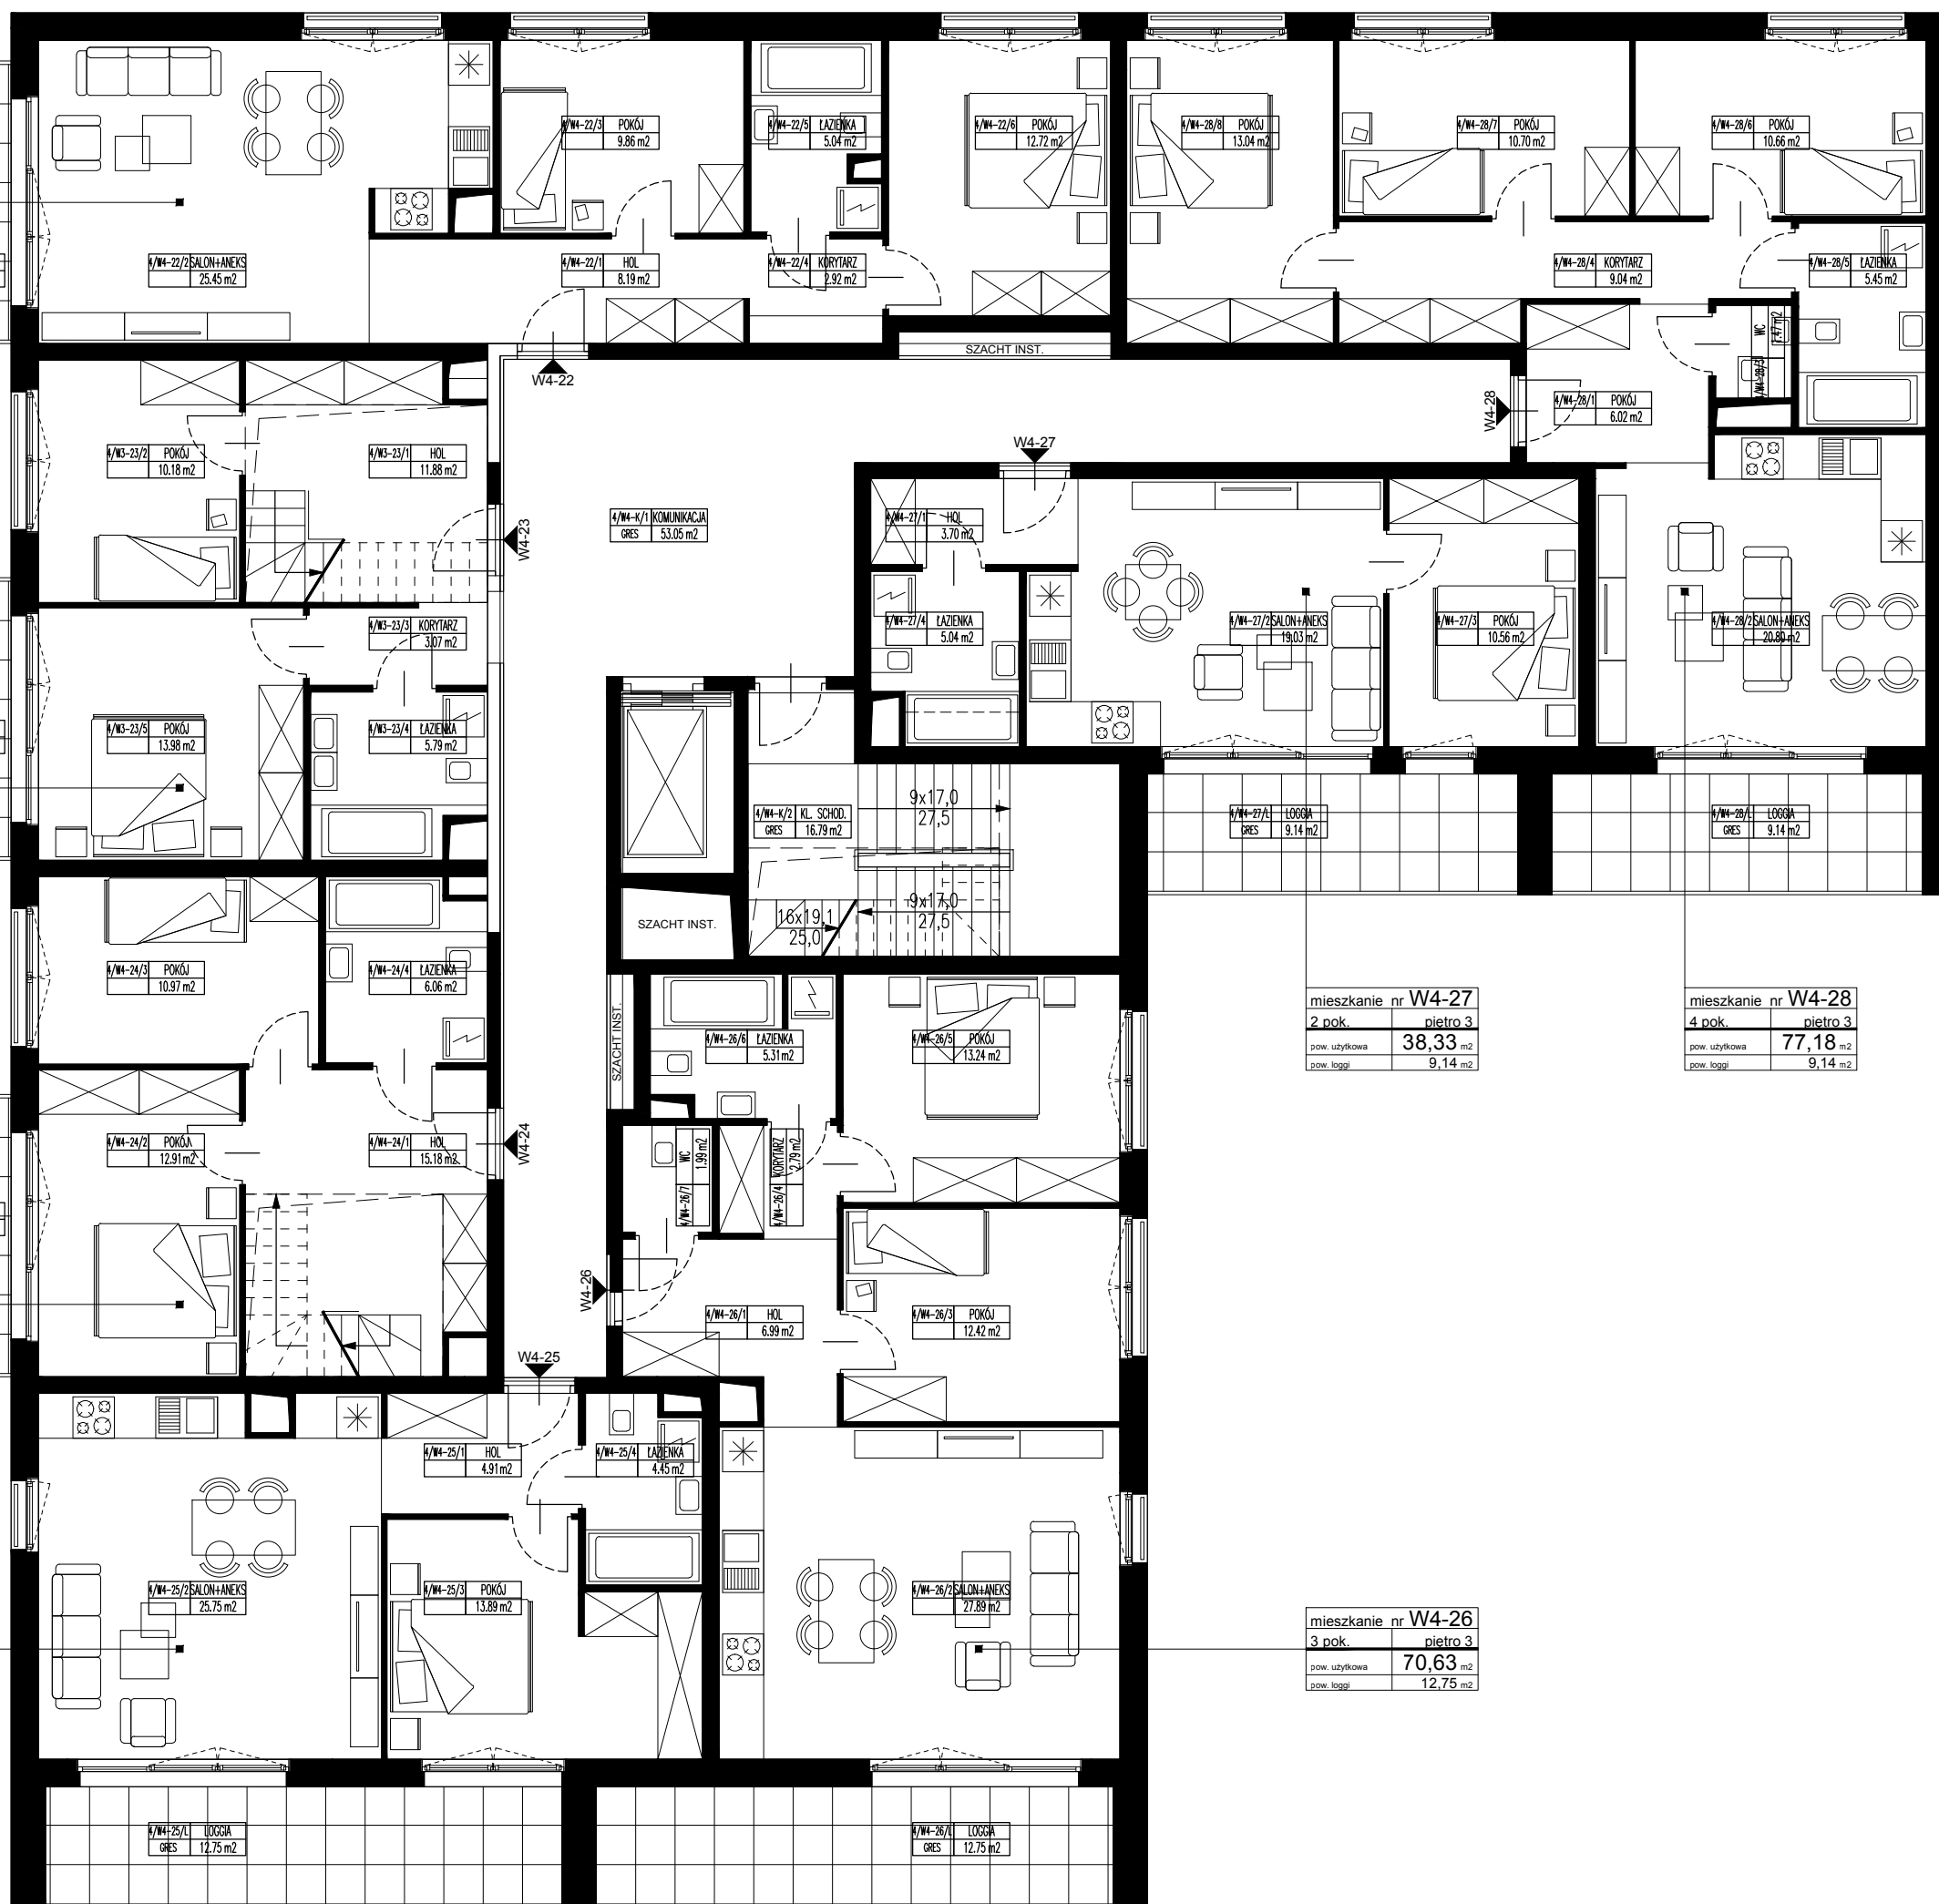 4/W4-22/3 POKÓJ
9.86 m2
4/W4-22/5 ŁAZIENKA
5.04 m2
4/W4-22/6 POKÓJ
12.72 m2
4/W4-28/8 POKÓJ
13.04 m2
4/W4-28/7 POKÓJ
10.70 m2
4/W4-28/6 POKÓJ
10.66 m2
4/W4-22/2 SALON+ANEKS
25.45 m2
4/W4-22/1 HOL
8.19 m2
4/W4-22/4 KORYTARZ
2.92 m2
4/W4-28/4 KORYTARZ
9.04 m2
4/W4-28/5 ŁAZIENKA
5.45 m2
4/W4-28/3 WC
SZACHT INST.
W4-22
W4-28
4/W4-28/1 POKÓJ
6.02 m2
4/W3-23/2 POKÓJ
10.18 m2
4/W3-23/1 HOL
11.88 m2
W4-27
W4-23
4/W4-K/1 KOMUNIKACJA
GRES 53.05 m2
4/W4-27/1 HOL
3.70 m2
4/W3-23/3 KORYTARZ
3.07 m2
4/W4-27/4 ŁAZIENKA
5.04 m2
4/W4-27/2 SALON+ANEKS
19.03 m2
4/W4-27/3 POKÓJ
10.56 m2
4/W4-28/2 SALON+ANEKS
20.80 m2
4/W3-23/5 POKÓJ
13.98 m2
4/W3-23/4 ŁAZIENKA
5.79 m2
4/W4-K/2 KL. SCHOD.
GRES 16.79 m2
9x17,0
27,5
4/W4-27/L LOGGIA
GRES 9.14 m2
4/W4-28/L LOGGIA
GRES 9.14 m2
SZACHT INST.
16x19,1
25,0
9x17,0
27,5
4/W4-24/3 POKÓJ
10.97 m2
4/W4-24/4 ŁAZIENKA
6.06 m2
SZACHT INST.
4/W4-26/6 ŁAZIENKA
5.31 m2
4/W4-26/5 POKÓJ
13.24 m2
mieszkanie nr W4-27
2 pok. piętro 3
pow. użytkowa 38,33 m2
pow. loggi 9,14 m2
mieszkanie nr W4-28
4 pok. piętro 3
pow. użytkowa 77,18 m2
pow. loggi 9,14 m2
4/W4-24/2 POKÓJ
12.91 m2
4/W4-24/1 HOL
15.18 m2
W4-24
4/W4-26/7 WC
1.99 m2
4/W4-26/4 KORYTARZ
2.79 m2
W4-26
4/W4-26/1 HOL
6.99 m2
4/W4-26/3 POKÓJ
12.42 m2
W4-25
4/W4-25/1 HOL
4.91 m2
4/W4-25/4 ŁAZIENKA
4.45 m2
4/W4-25/2 SALON+ANEKS
25.75 m2
4/W4-25/3 POKÓJ
13.89 m2
4/W4-26/2 SALON+ANEKS
27.89 m2
mieszkanie nr W4-26
3 pok. piętro 3
pow. użytkowa 70,63 m2
pow. loggi 12,75 m2
4/W4-25/L LOGGIA
GRES 12.75 m2
4/W4-26/L LOGGIA
GRES 12.75 m2